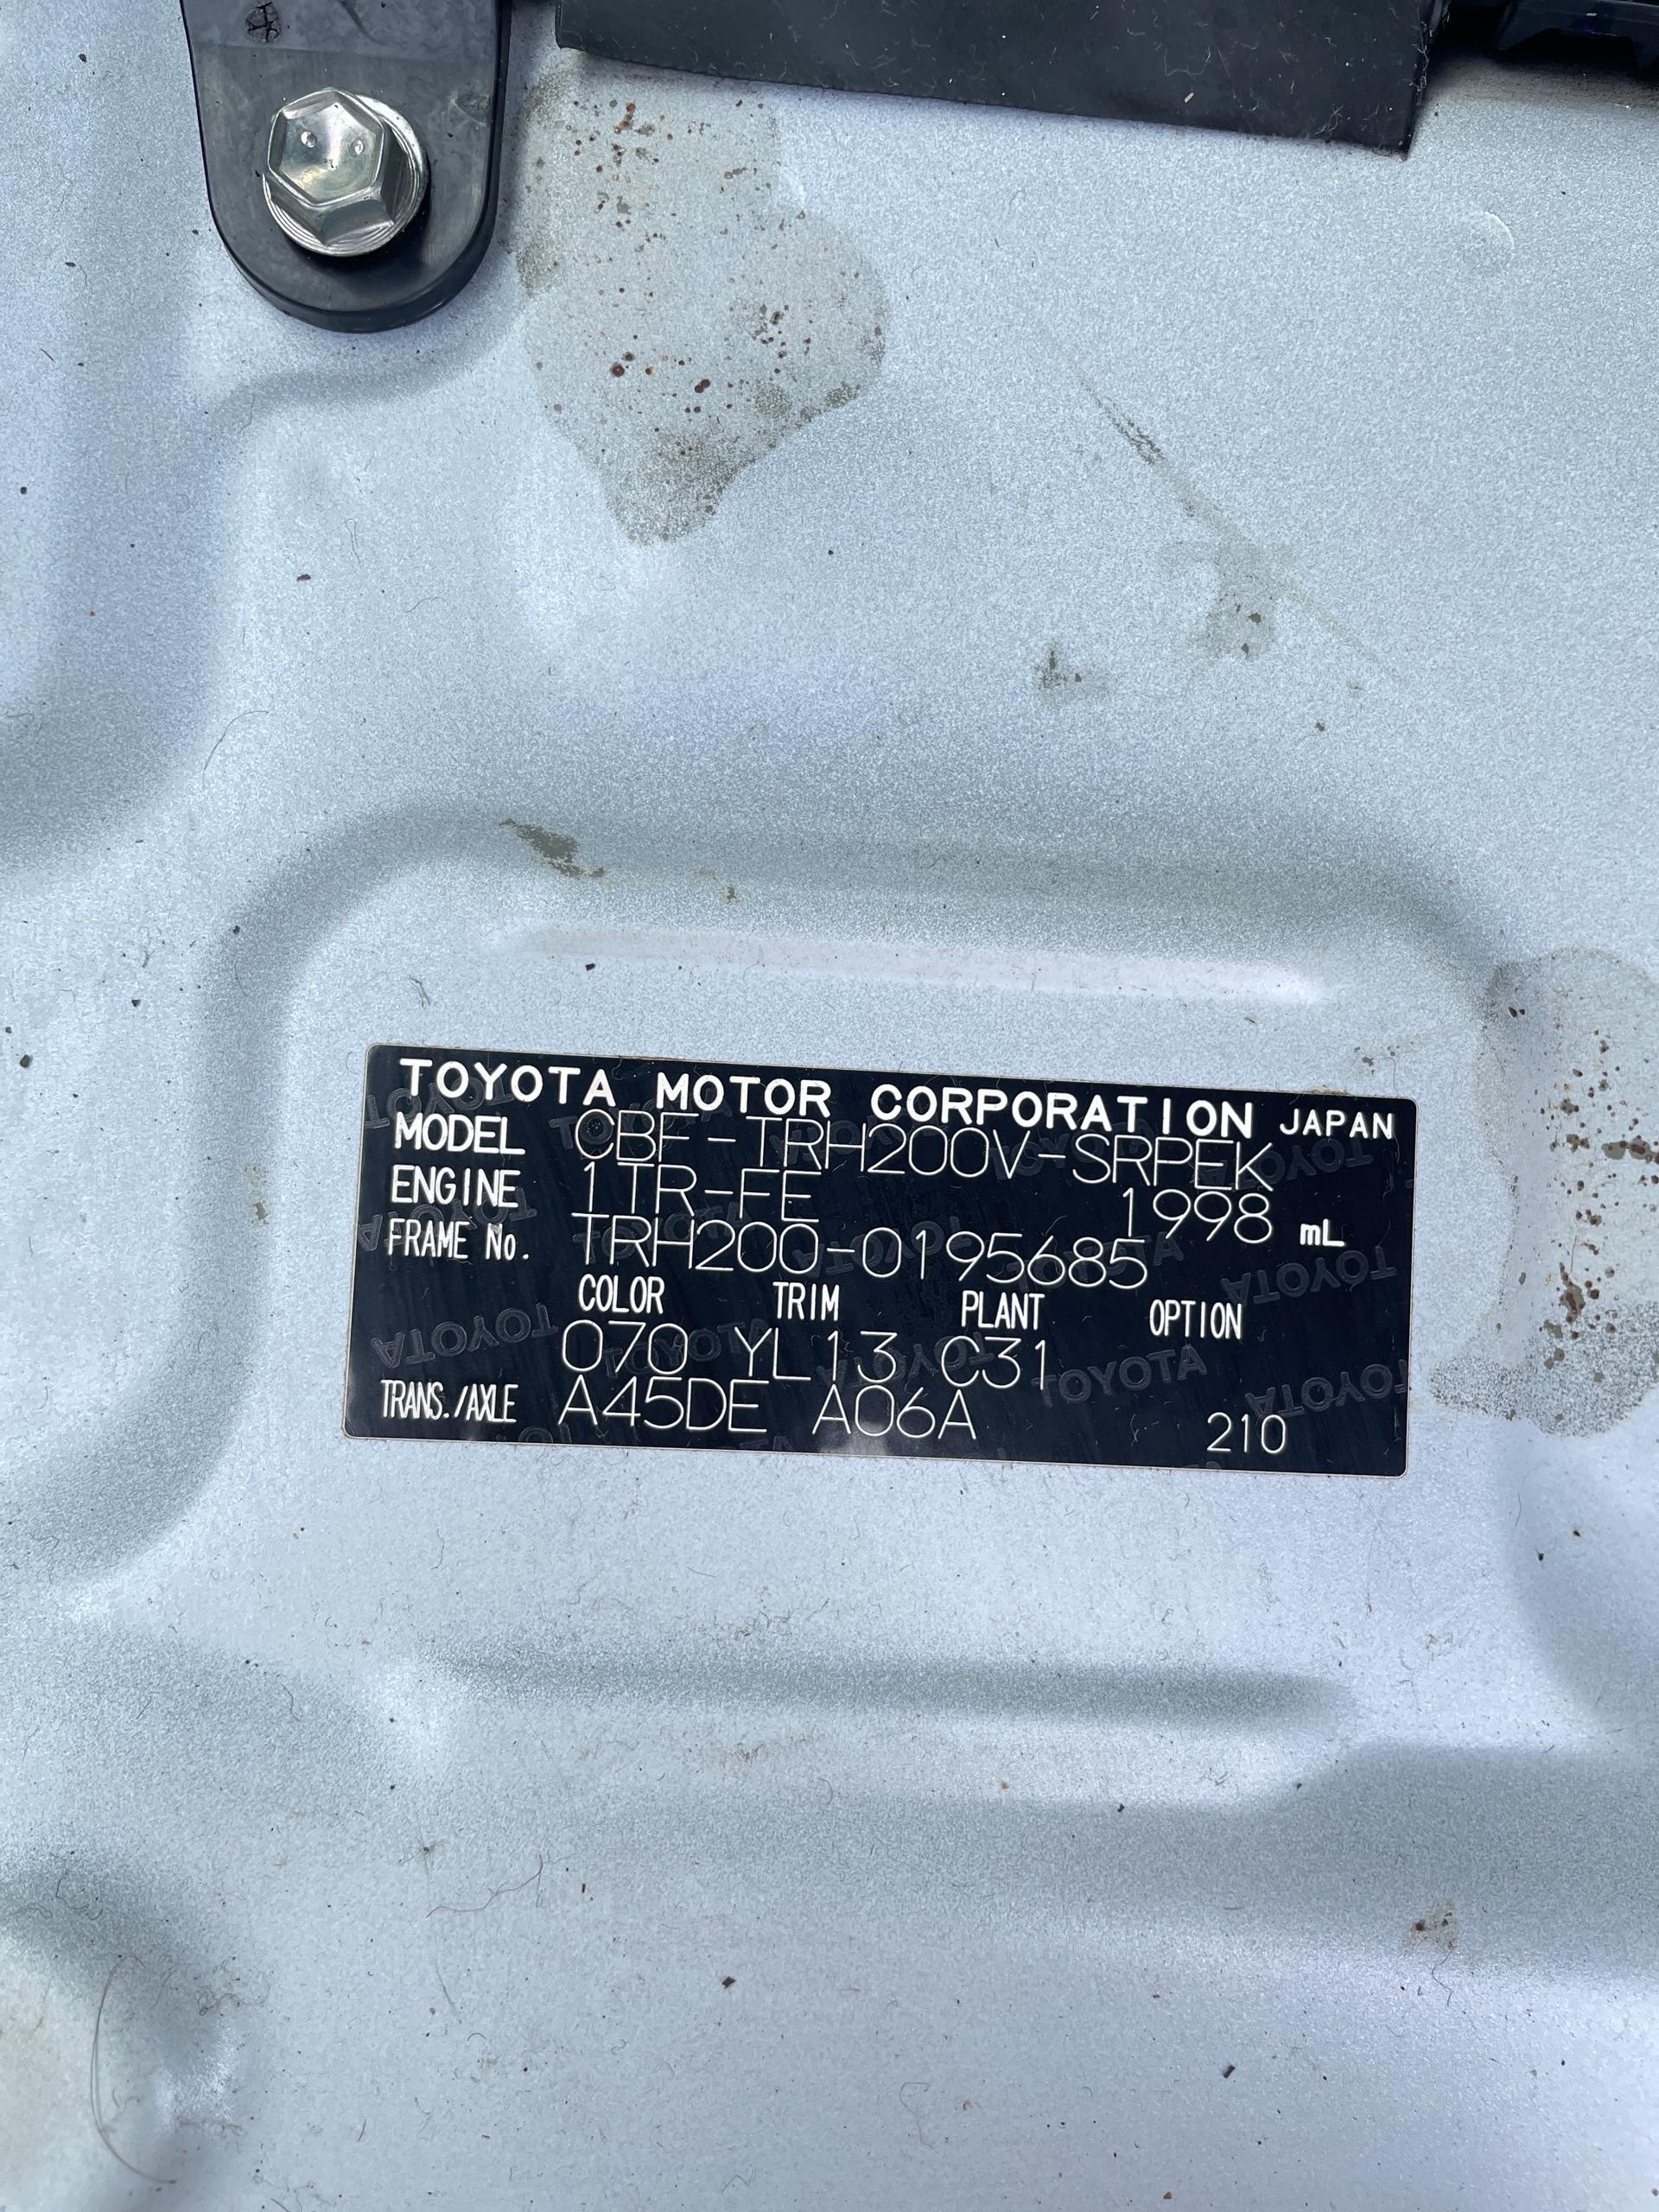 TOYOTA MOTOR CORPORATION JAPAN
MODEL CBF-TRH200V-SRPEK
ENGINE 1TR-FE 1998 mL
FRAME No. TRH200-0195685
COLOR TRIM PLANT OPTION
070 YL13 C31
TRANS./AXLE A45DE A06A 210